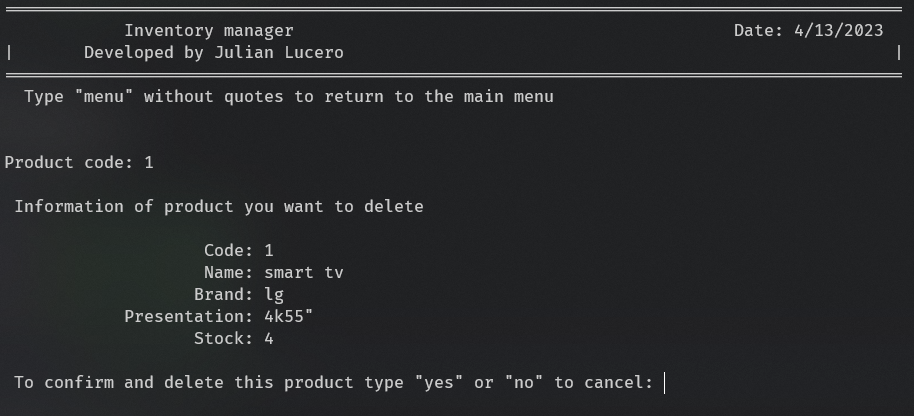 Inventory manager Date: 4/13/2023
| Developed by Julian Lucero |
Type "menu" without quotes to return to the main menu
Product code: 1
Information of product you want to delete
Code: 1
Name: smart tv
Brand: lg
Presentation: 4k55"
Stock: 4
To confirm and delete this product type "yes" or "no" to cancel: